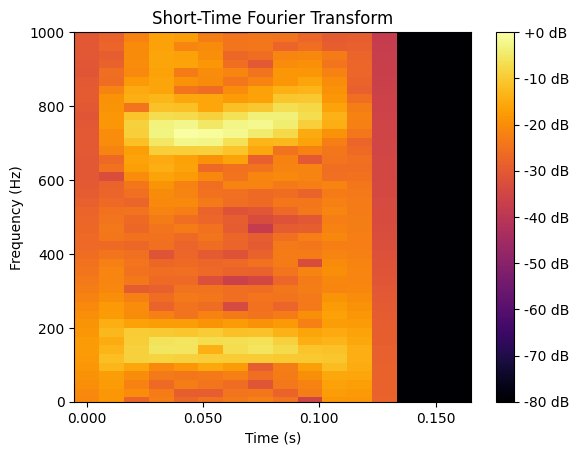 Short-Time Fourier Transform
1000
800
600
400
200
0
Frequency (Hz)
0.000
0.050
0.100
0.150
Time (s)
+0 dB
-10 dB
-20 dB
-30 dB
-40 dB
-50 dB
-60 dB
-70 dB
-80 dB